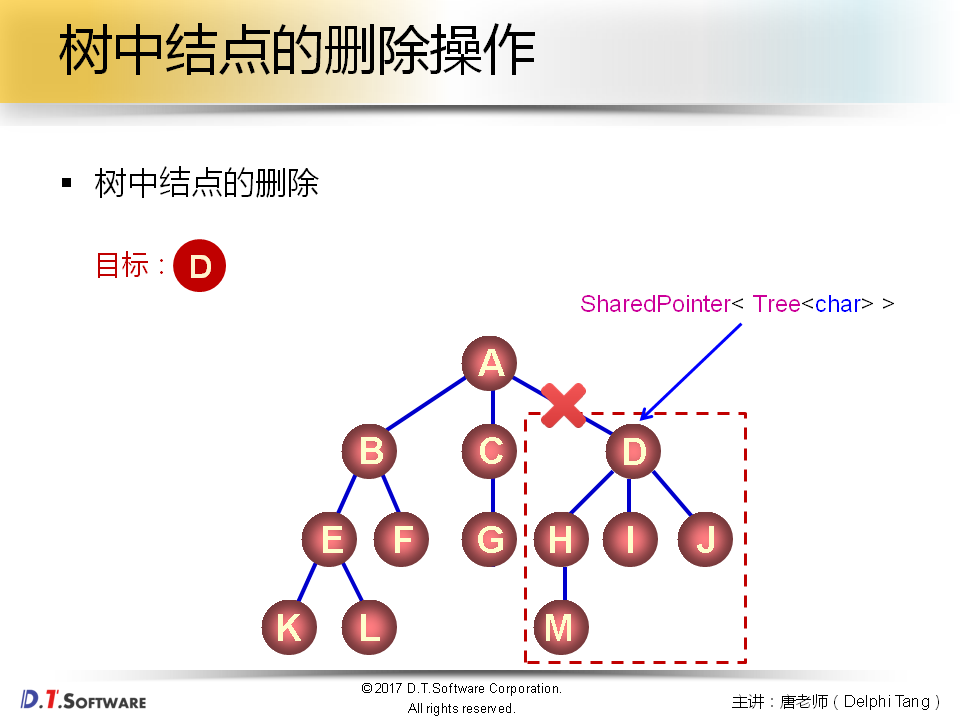 树中结点的删除操作
树中结点的删除
目标：D
SharedPointer< Tree<char> >
A
B C D
E F G H I J
K L M
©2017 D.T.Software Corporation.
All rights reserved.
D.T.SOFTWARE
主讲：唐老师（Delphi Tang）